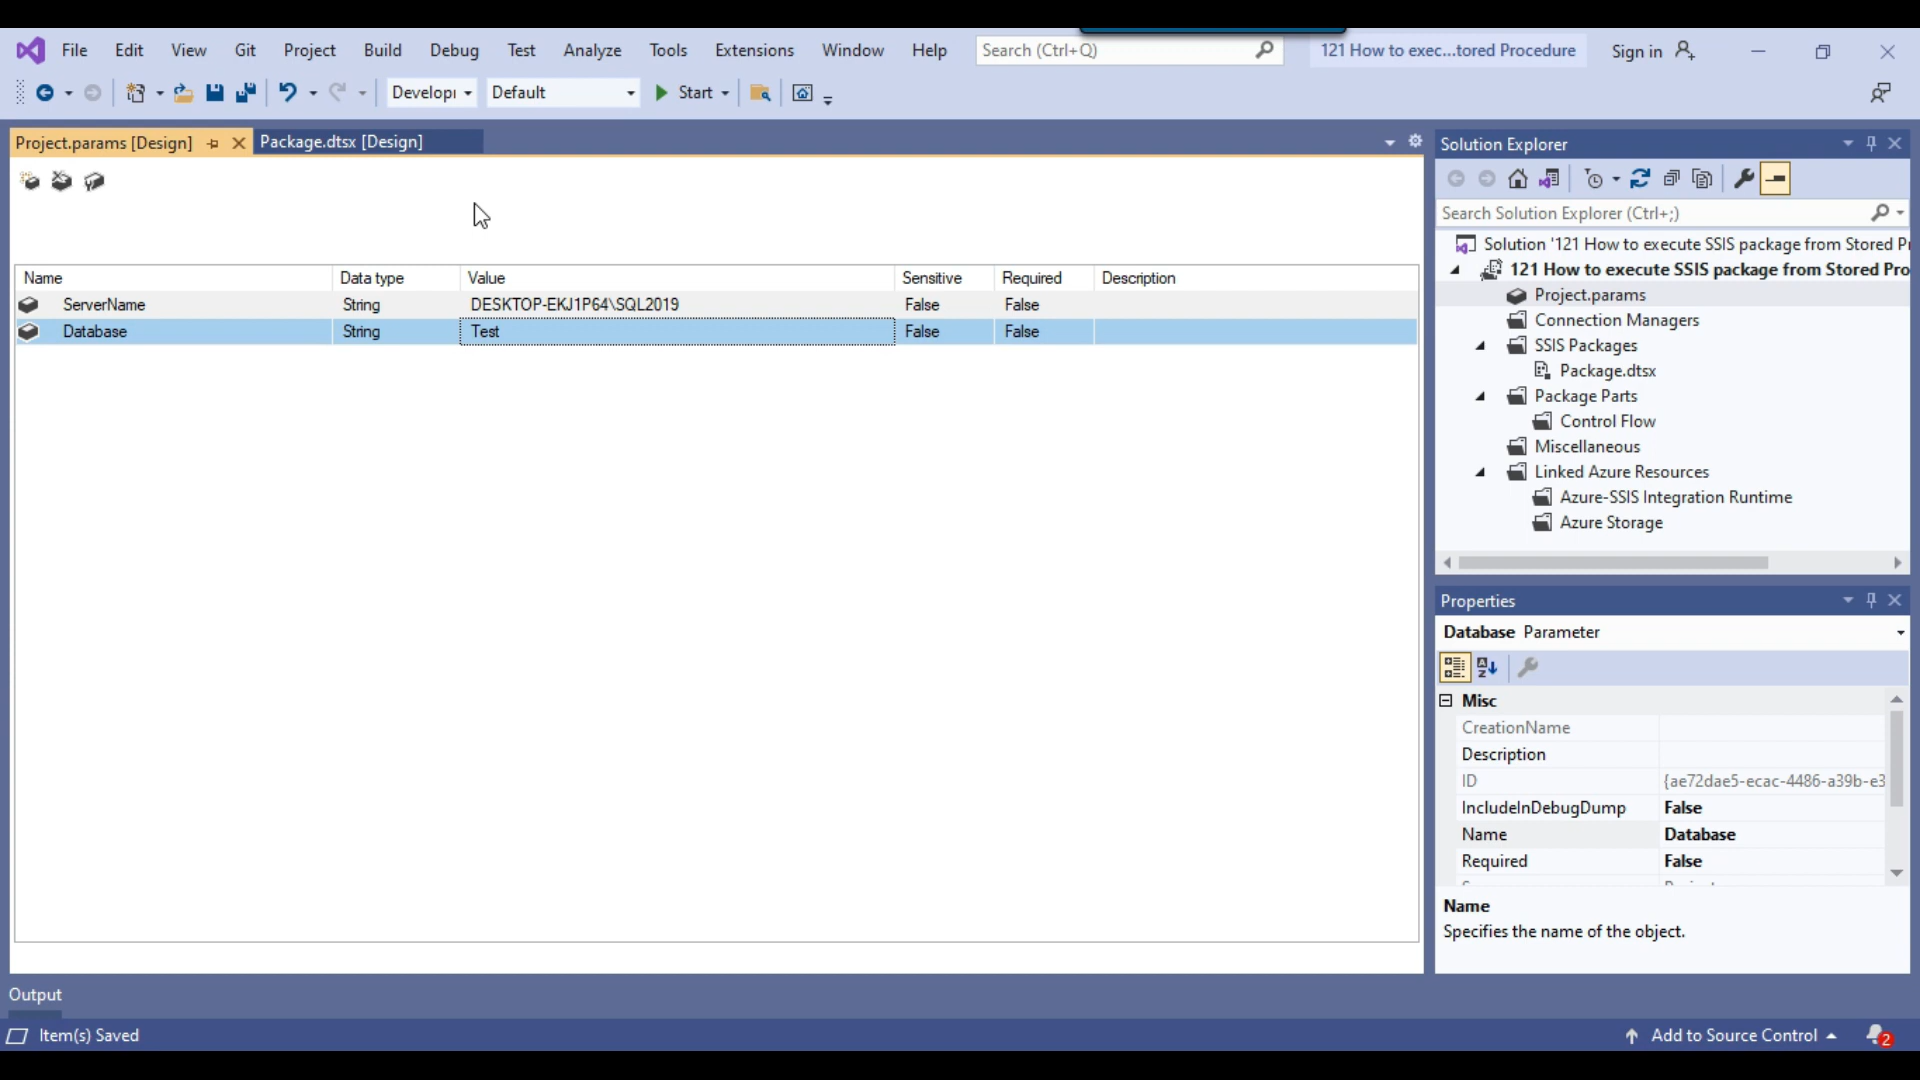 File Edit View Git Project Build Debug Test Analyze Tools Extensions Window Help Search (Ctrl+Q) 121 How to exec...tored Procedure Sign in
Develop Default Start
Project.params [Design] Package.dtsx [Design]
Name Data type Value Sensitive Required Description
ServerName String DESKTOP-EKJ1P64\SQL2019 False False
Database String Test False False
Solution Explorer
Search Solution Explorer (Ctrl+;)
Solution '121 How to execute SSIS package from Stored P
121 How to execute SSIS package from Stored Pro
Project.params
Connection Managers
SSIS Packages
Package.dtsx
Package Parts
Control Flow
Miscellaneous
Linked Azure Resources
Azure-SSIS Integration Runtime
Azure Storage
Properties
Database Parameter
Misc
CreationName
Description
ID {ae72dae5-ecac-4486-a39b-e3
IncludeInDebugDump False
Name Database
Required False
Name
Specifies the name of the object.
Output
Item(s) Saved Add to Source Control 2